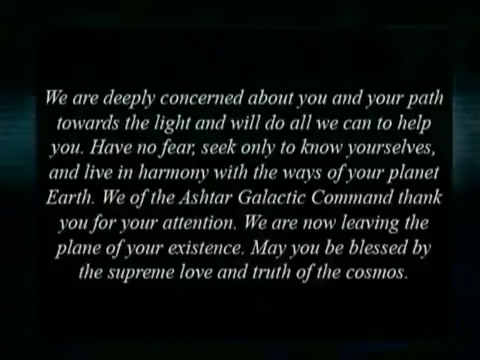 We are deeply concerned about you and your path
towards the light and will do all we can to help
you. Have no fear, seek only to know yourselves,
and live in harmony with the ways of your planet
Earth. We of the Ashtar Galactic Command thank
you for your attention. We are now leaving the
plane of your existence. May you be blessed by
the supreme love and truth of the cosmos.